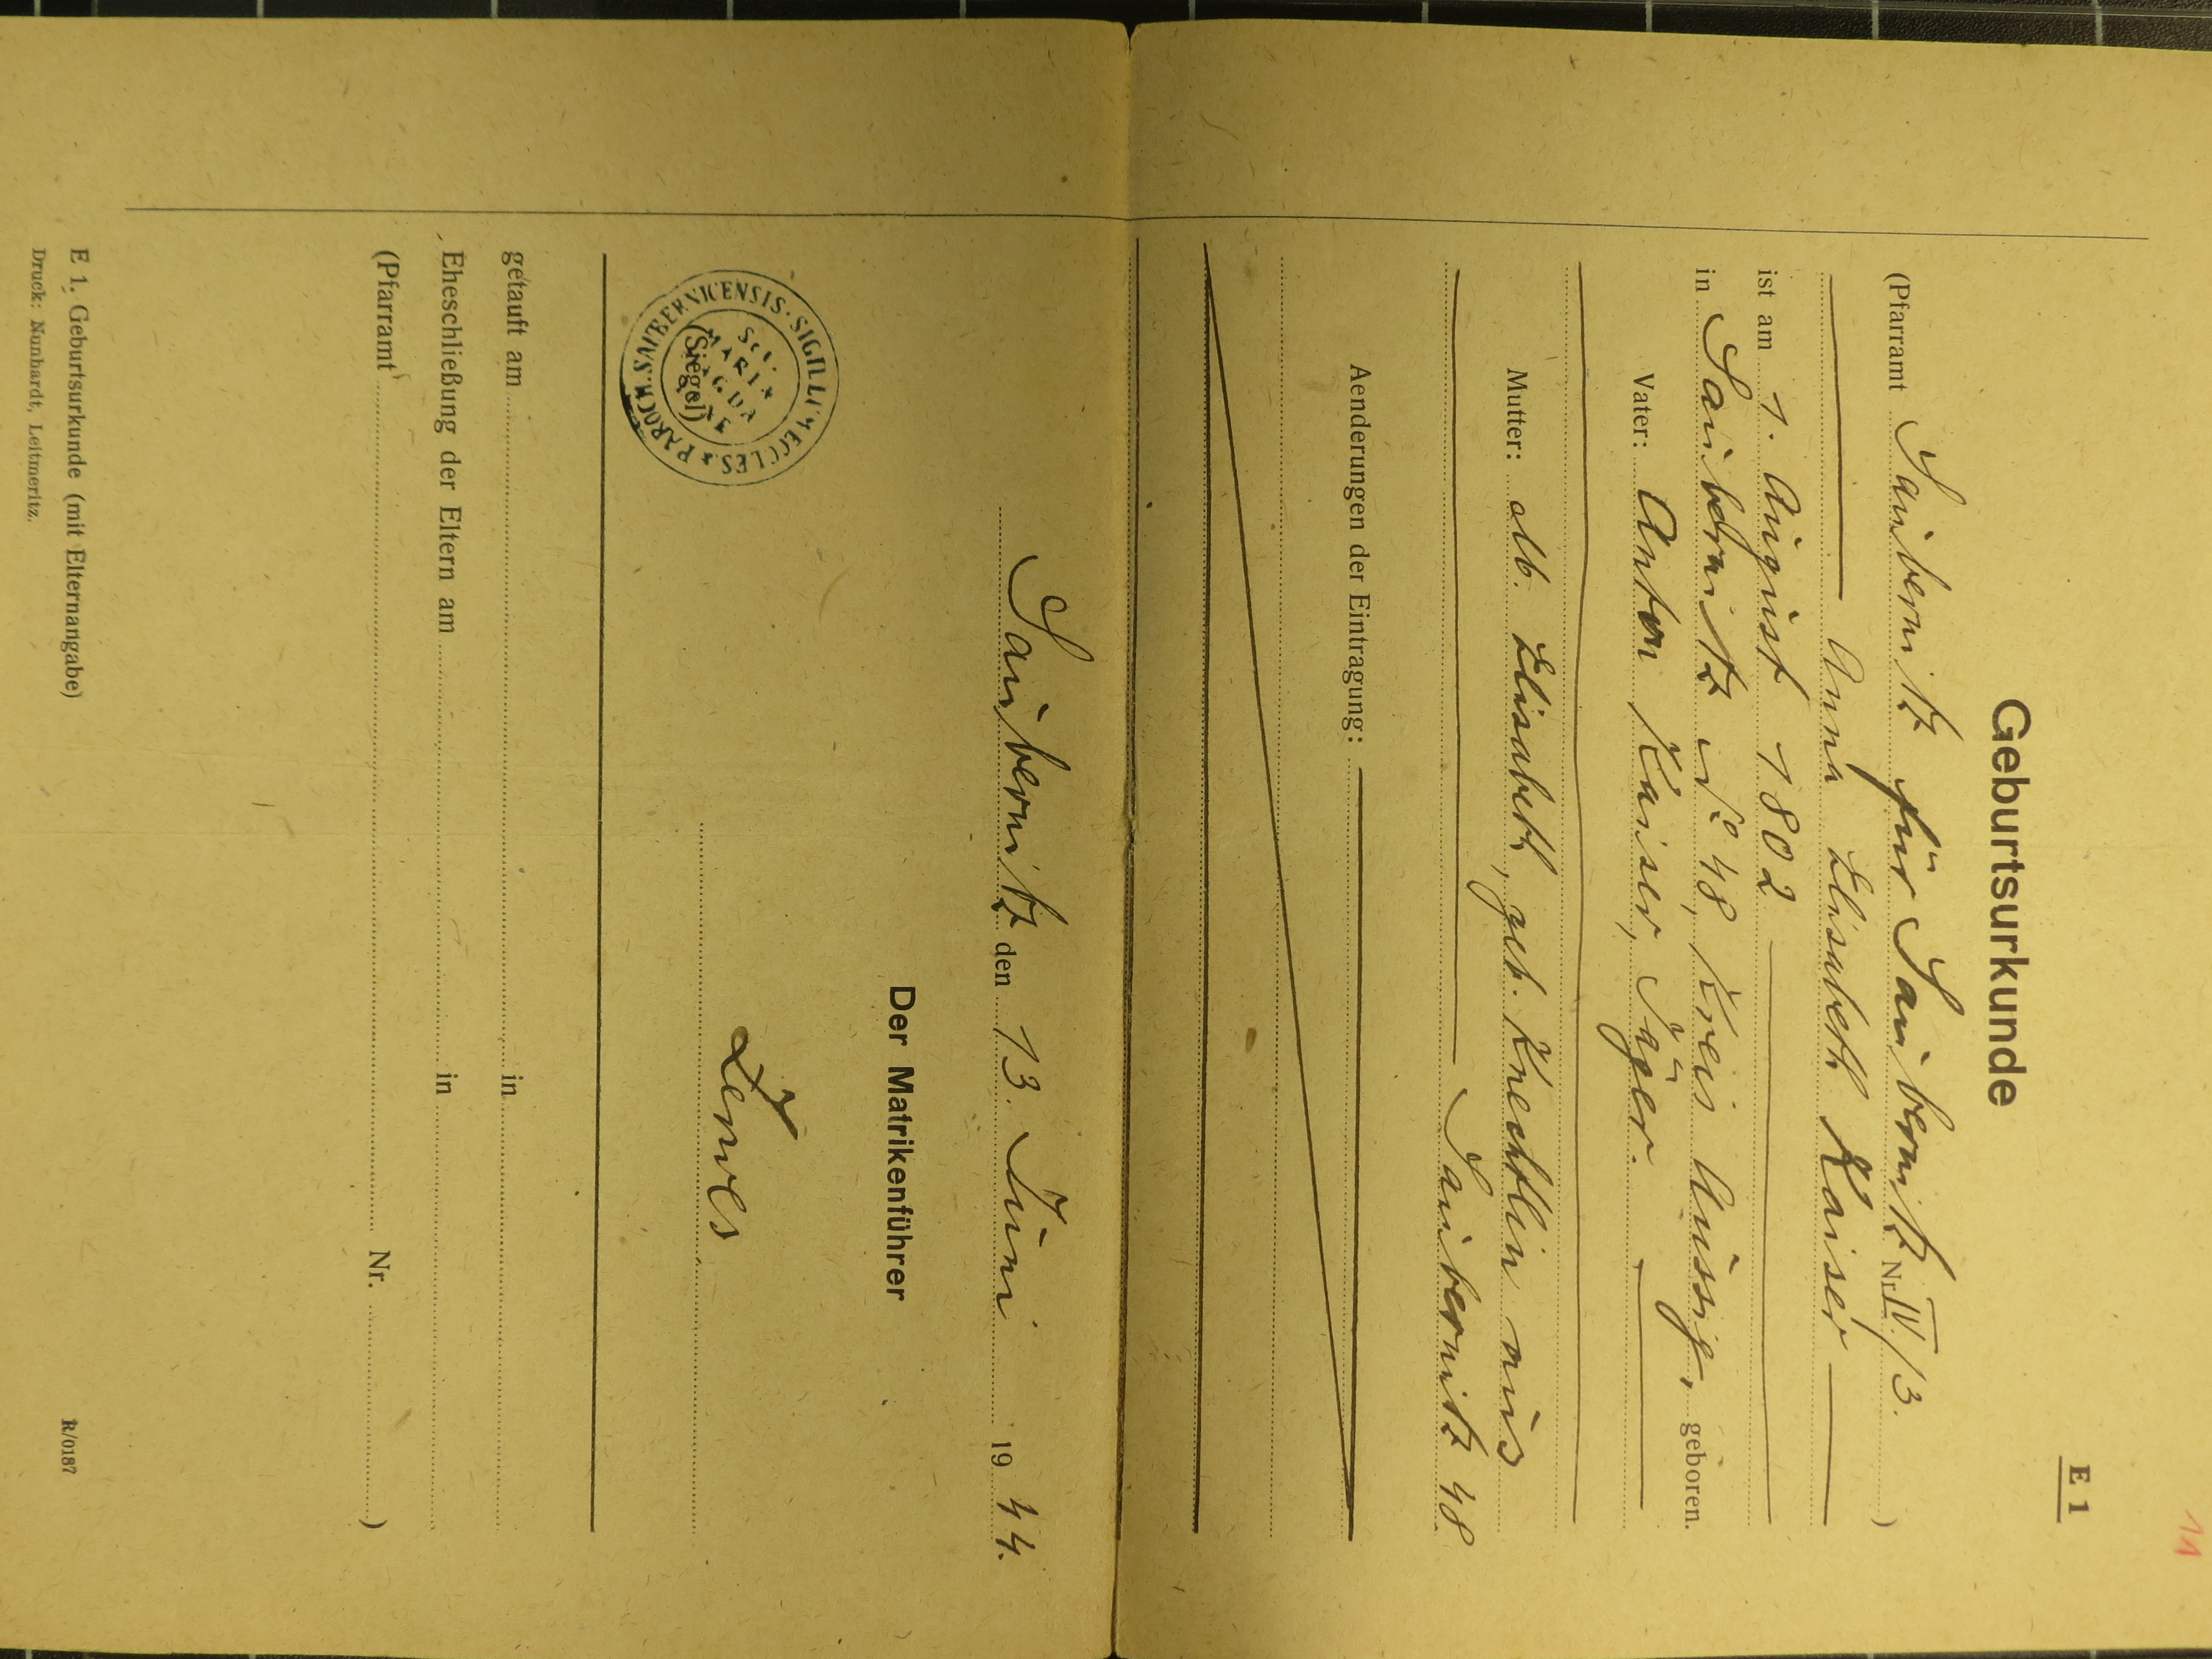 11
E 1
Geburtsurkunde
(Pfarramt Saubernitz für Saubernitz Nr IV./3. )
Anna Elisabeth Kaiser
ist am 1. August 1802
in Saubernitz No 48, Kreis Aussig, geboren.
Vater: Anton Kaiser, Jäger.
Mutter: M. Elisabeth, geb. Knechtlin aus
Saubernitz 48.
Aenderungen der Eintragung:
Saubernitz den 13. Juni 1944.
Der Matrikenführer
SIGILLUM ECCLES. & PAROCH. SAUBERNICENSIS.
Sct. MARIA MAGDA
(Siegel)
getauft am in
Eheschließung der Eltern am in
(Pfarramt Nr. )
E 1. Geburtsurkunde (mit Elternangabe)
R/0187
Druck: Nunhardt, Leitmeritz.